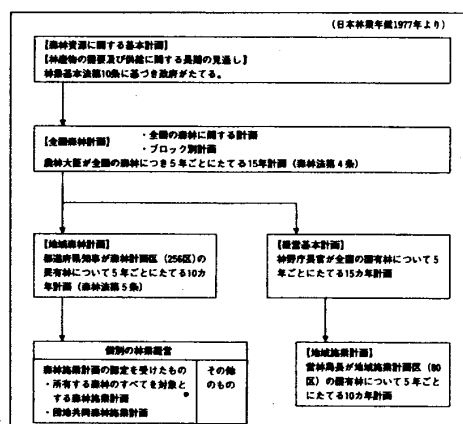 (日本林業年鑑1977年より)
【森林資源に関する基本計画】
【林産物の需要及び供給に関する長期の見通し】
林業基本法第10条に基づき政府がたてる。
【全国森林計画】
・全国の森林に関する計画
・ブロック別計画
農林大臣が全国の森林につき5年ごとにたてる15年計画(森林法第4条)
【地域森林計画】
都道府県知事が森林計画区(256区)の
民有林について5年ごとにたてる10カ
年計画(森林法第5条)
【経営基本計画】
林野庁長官が全国の国有林について5
年ごとにたてる15カ年計画
個別の林業経営
森林施業計画の認定を受けたもの
・所有する森林のすべてを対象と
する森林施業計画
・団地共同森林施業計画
その他
のもの
【地域施業計画】
営林局長が地域施業計画区(80
区)の国有林について5年ごと
にたてる10カ年計画